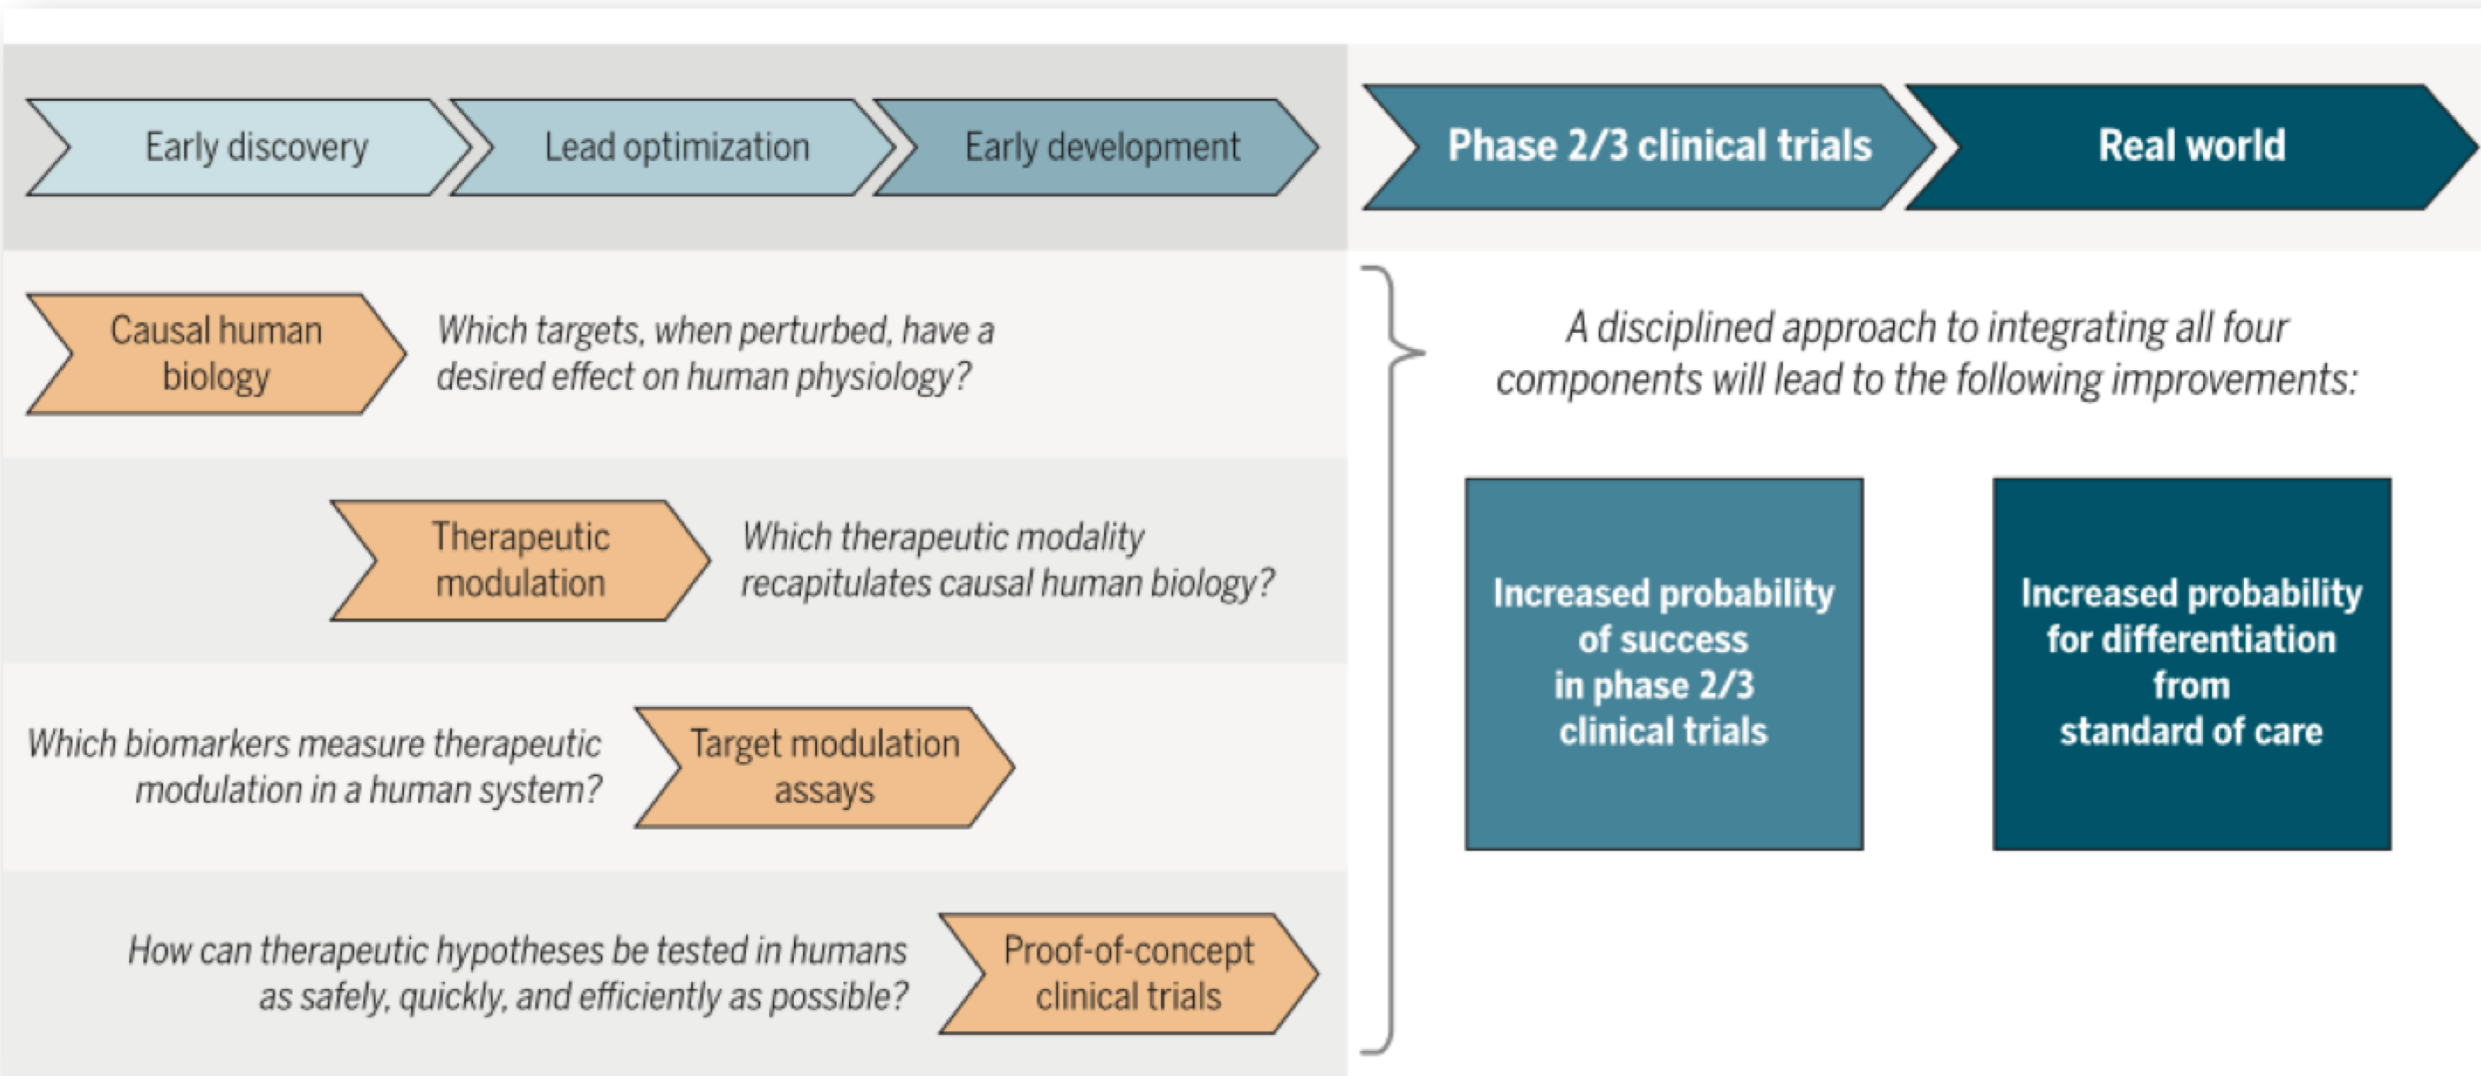 Early discovery
Lead optimization
Early development
Phase 2/3 clinical trials
Real world
Causal human
biology
Which targets, when perturbed, have a
desired effect on human physiology?
Therapeutic
modulation
Which therapeutic modality
recapitulates causal human biology?
Which biomarkers measure therapeutic
modulation in a human system?
Target modulation
assays
How can therapeutic hypotheses be tested in humans
as safely, quickly, and efficiently as possible?
Proof-of-concept
clinical trials
A disciplined approach to integrating all four
components will lead to the following improvements:
Increased probability
of success
in phase 2/3
clinical trials
Increased probability
for differentiation
from
standard of care